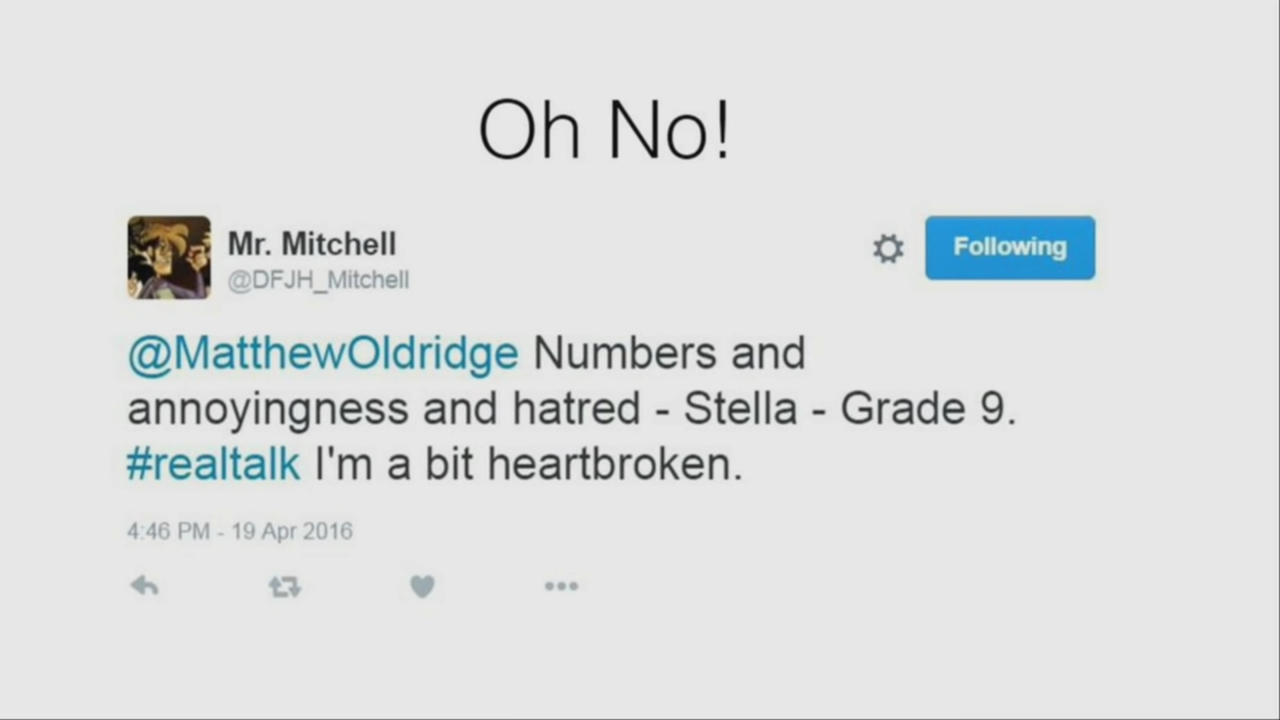 Oh No!
Mr. Mitchell
@DFJH_Mitchell
Following
@MatthewOldridge Numbers and
annoyingness and hatred - Stella - Grade 9.
#realtalk I'm a bit heartbroken.
4:46 PM - 19 Apr 2016